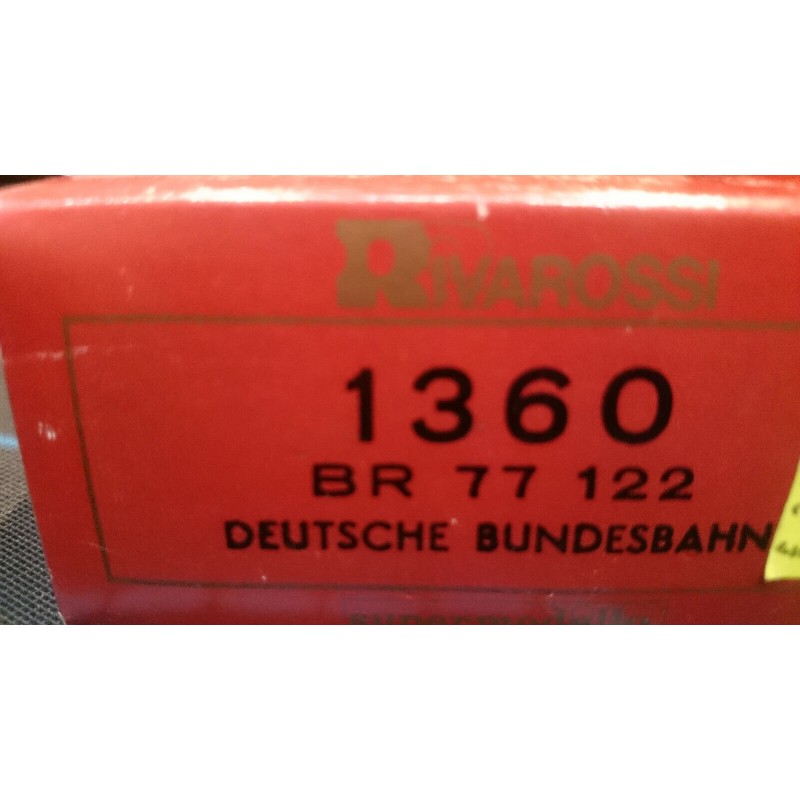 RIVAROSSI
1360
BR 77 122
DEUTSCHE BUNDESBAHN